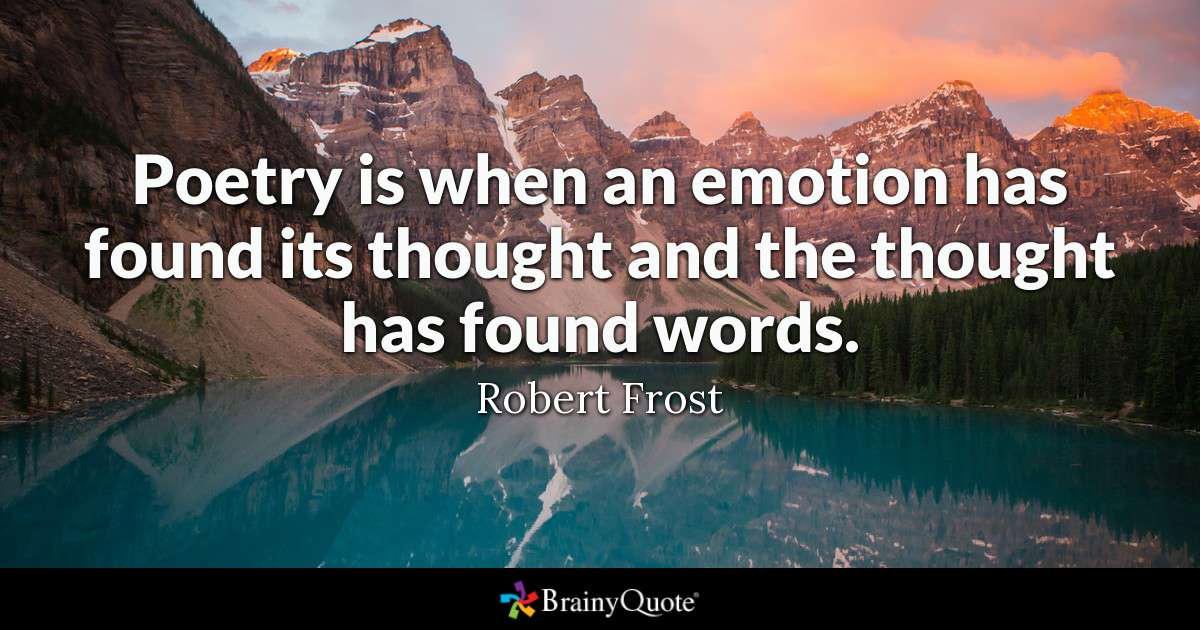 Poetry is when an emotion has
found its thought and the thought
has found words.
Robert Frost
BrainyQuote®